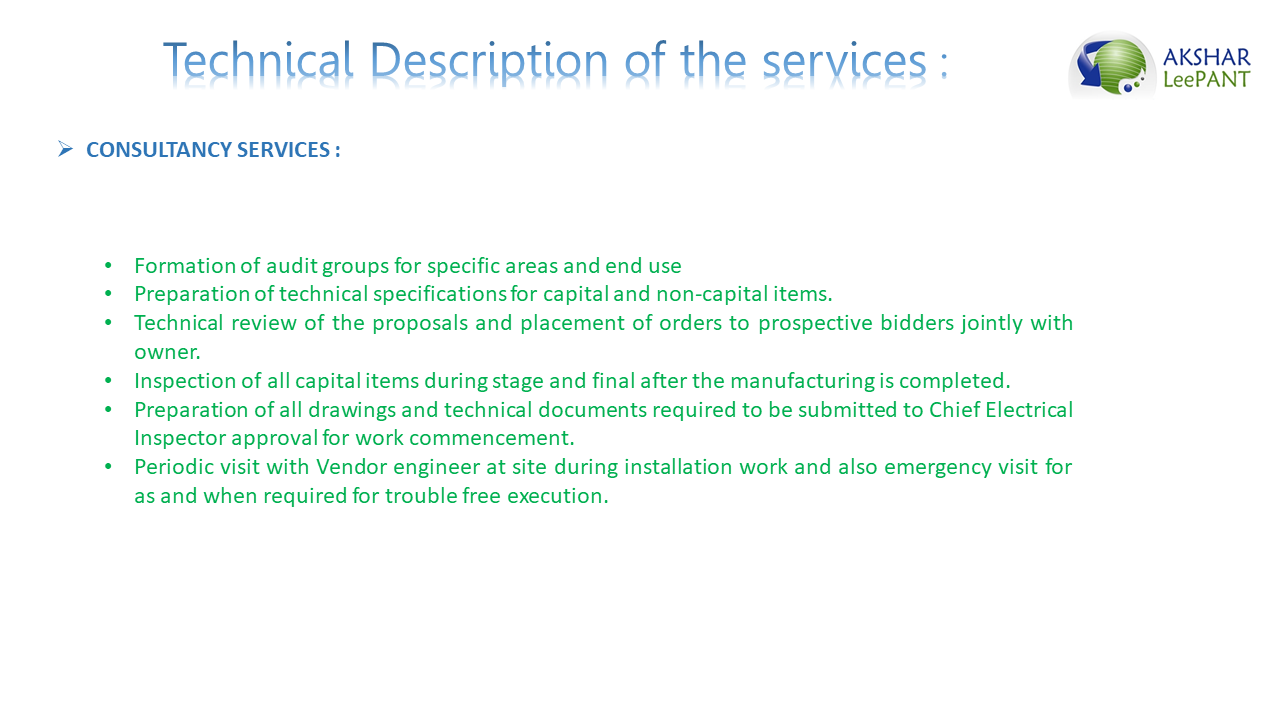 Technical Description of the services :
AKSHAR
LeePANT
➢ CONSULTANCY SERVICES :
• Formation of audit groups for specific areas and end use
• Preparation of technical specifications for capital and non-capital items.
• Technical review of the proposals and placement of orders to prospective bidders jointly with
owner.
• Inspection of all capital items during stage and final after the manufacturing is completed.
• Preparation of all drawings and technical documents required to be submitted to Chief Electrical
Inspector approval for work commencement.
• Periodic visit with Vendor engineer at site during installation work and also emergency visit for
as and when required for trouble free execution.